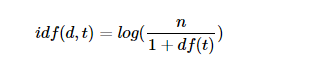 idf(d,t) = log(n / 1 + df(t))